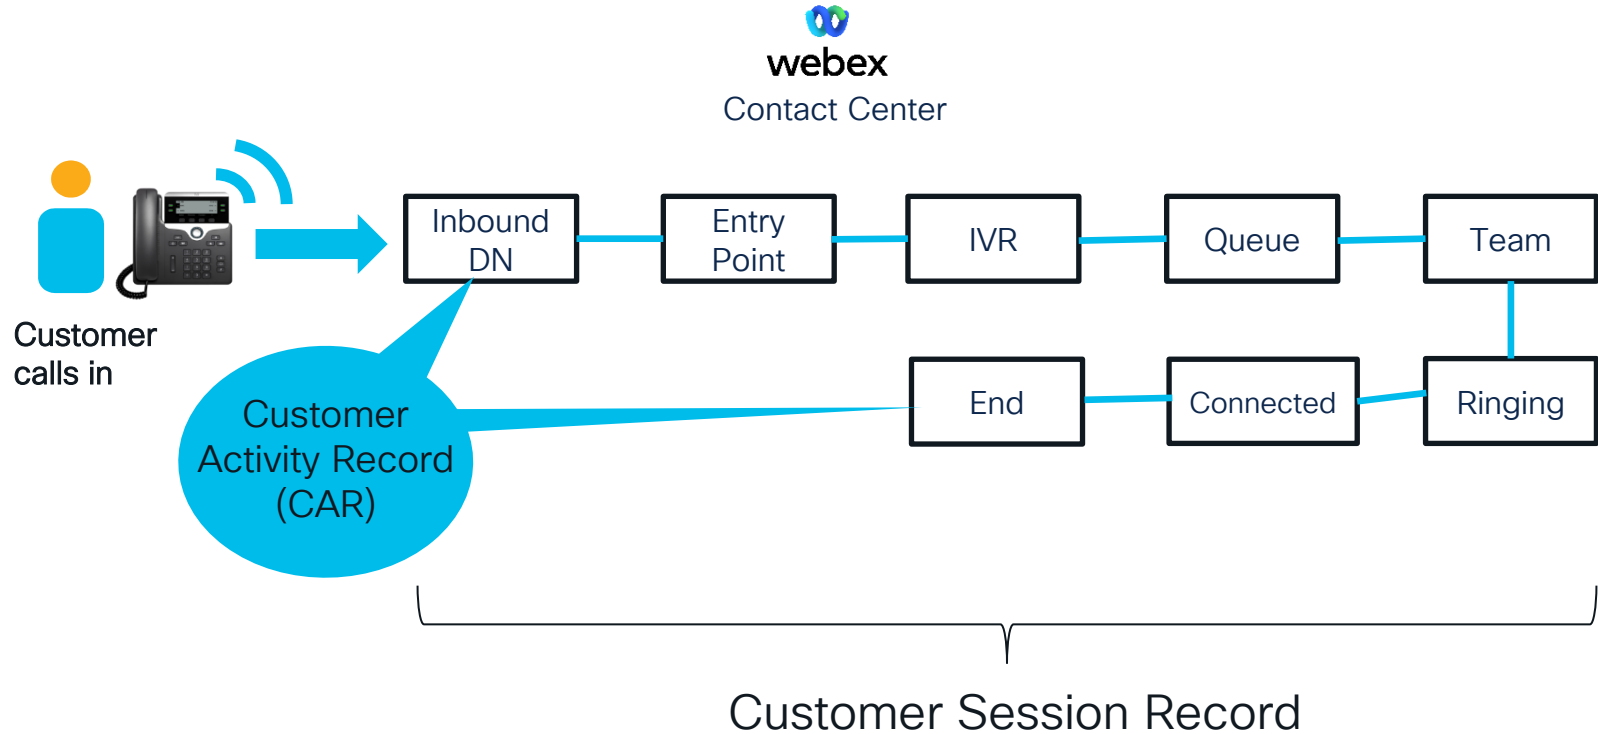 webex
Contact Center
Customer
calls in
Inbound
DN
Entry
Point
IVR
Queue
Team
Ringing
Connected
End
Customer
Activity Record
(CAR)
Customer Session Record